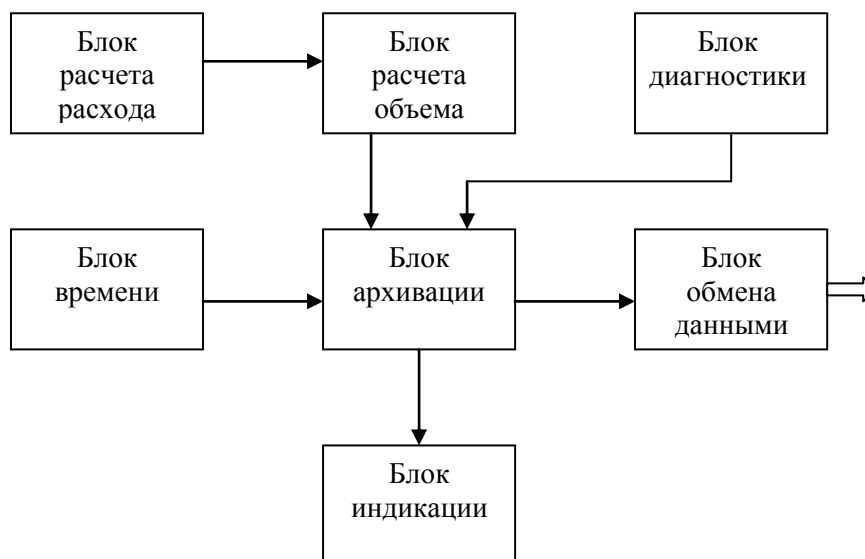 Блок
расчета
расхода
Блок
расчета
объема
Блок
диагностики
Блок
времени
Блок
архивации
Блок
обмена
данными
Блок
индикации